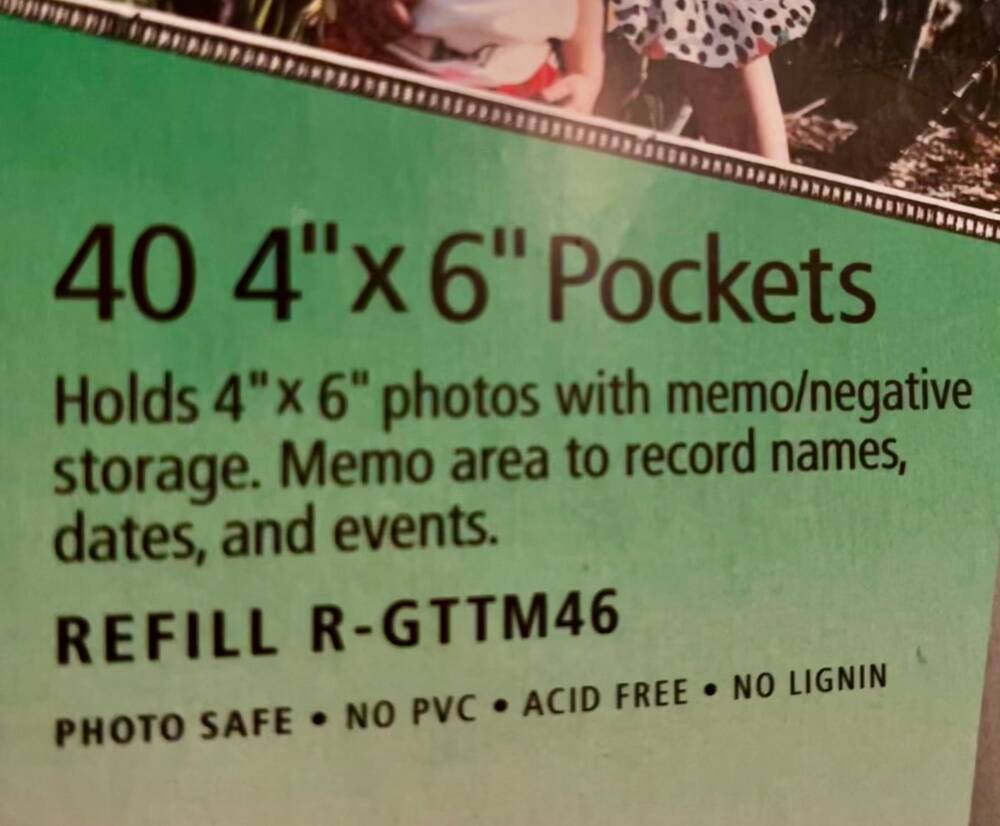 40 4"x 6" Pockets
Holds 4"x 6" photos with memo/negative
storage. Memo area to record names,
dates, and events.
REFILL R-GTTM46
PHOTO SAFE • NO PVC • ACID FREE • NO LIGNIN